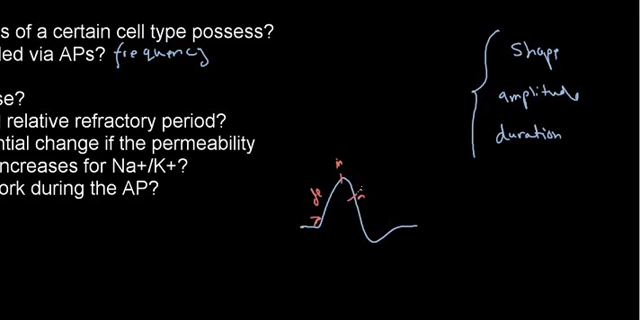 s of a certain cell type possess?
led via APs? frequency
se?
relative refractory period?
ntial change if the permeability
ncreases for Na+/K+?
ork during the AP?
shape
amplitude
duration
in